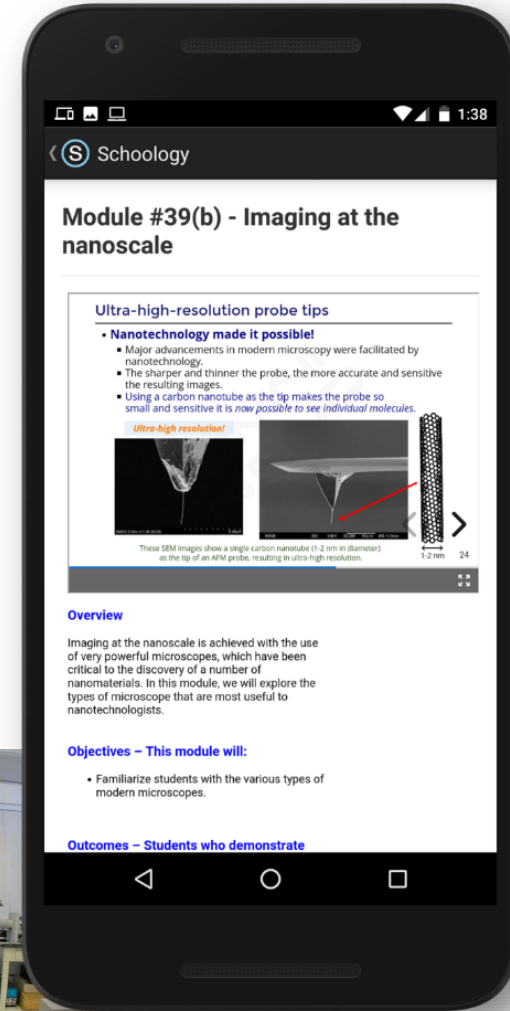 1:38
Schoology
Module #39(b) - Imaging at the
nanoscale
Ultra-high-resolution probe tips
• Nanotechnology made it possible!
▪ Major advancements in modern microscopy were facilitated by
nanotechnology.
▪ The sharper and thinner the probe, the more accurate and sensitive
the resulting images.
▪ Using a carbon nanotube as the tip makes the probe so
small and sensitive it is now possible to see individual molecules.
Ultra-high resolution!
These SEM images show a single carbon nanotube (1-2 nm in diameter)
as the tip of an AFM probe, resulting in ultra-high resolution.
1-2 nm
24
Overview
Imaging at the nanoscale is achieved with the use
of very powerful microscopes, which have been
critical to the discovery of a number of
nanomaterials. In this module, we will explore the
types of microscope that are most useful to
nanotechnologists.
Objectives – This module will:
• Familiarize students with the various types of
modern microscopes.
Outcomes – Students who demonstrate